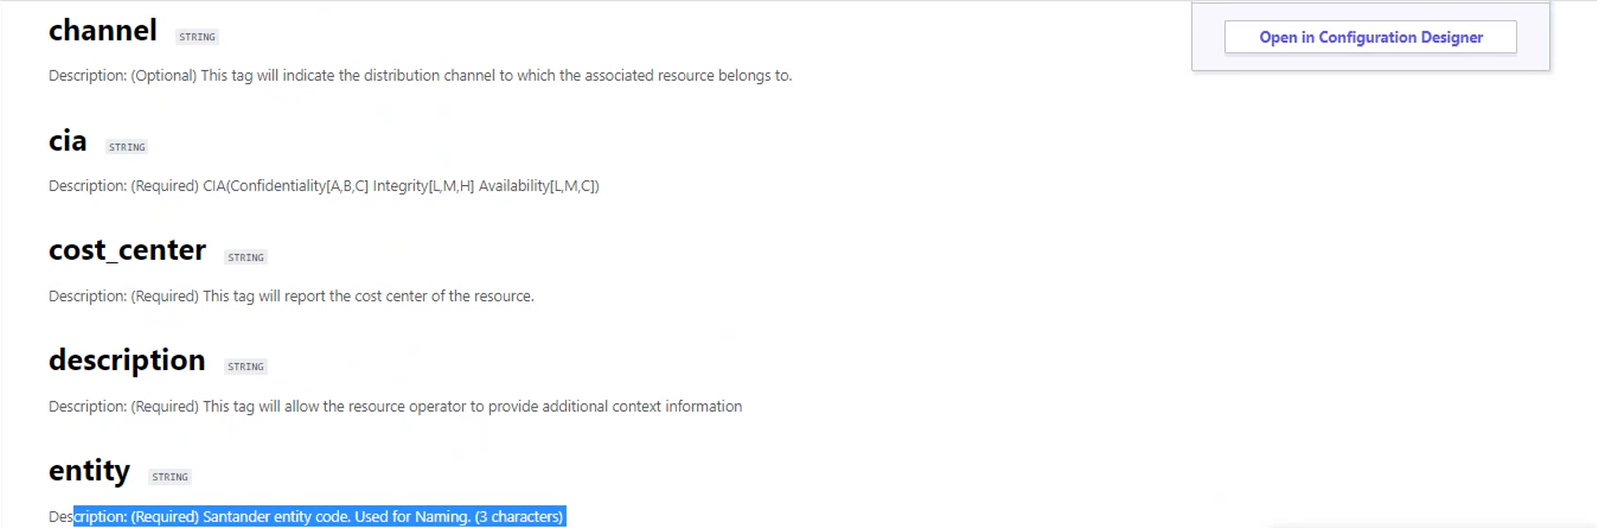 channel STRING
Open in Configuration Designer
Description: (Optional) This tag will indicate the distribution channel to which the associated resource belongs to.
cia STRING
Description: (Required) CIA(Confidentiality[A,B,C] Integrity[L,M,H] Availability[L,M,C])
cost_center STRING
Description: (Required) This tag will report the cost center of the resource.
description STRING
Description: (Required) This tag will allow the resource operator to provide additional context information
entity STRING
Description: (Required) Santander entity code. Used for Naming. (3 characters)